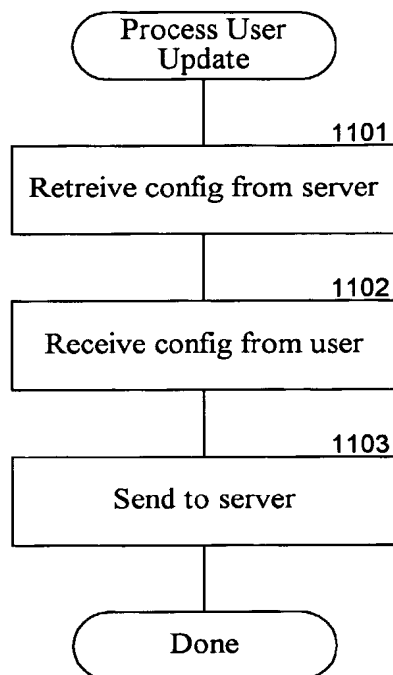 Process User
Update
1101
Retreive config from server
1102
Receive config from user
1103
Send to server
Done